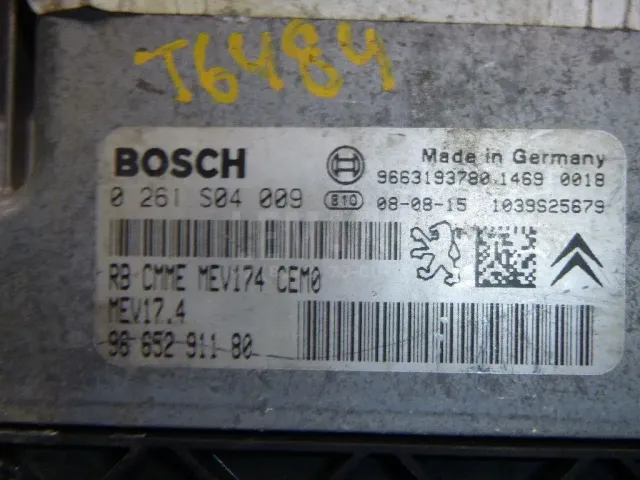 T6484
BOSCH
Made in Germany
0 261 S04 009
9663193780.1469 0018
810 08-08-15 1039S25679
RB CMME MEV174 CEM0
MEV17.4
96 652 911 80